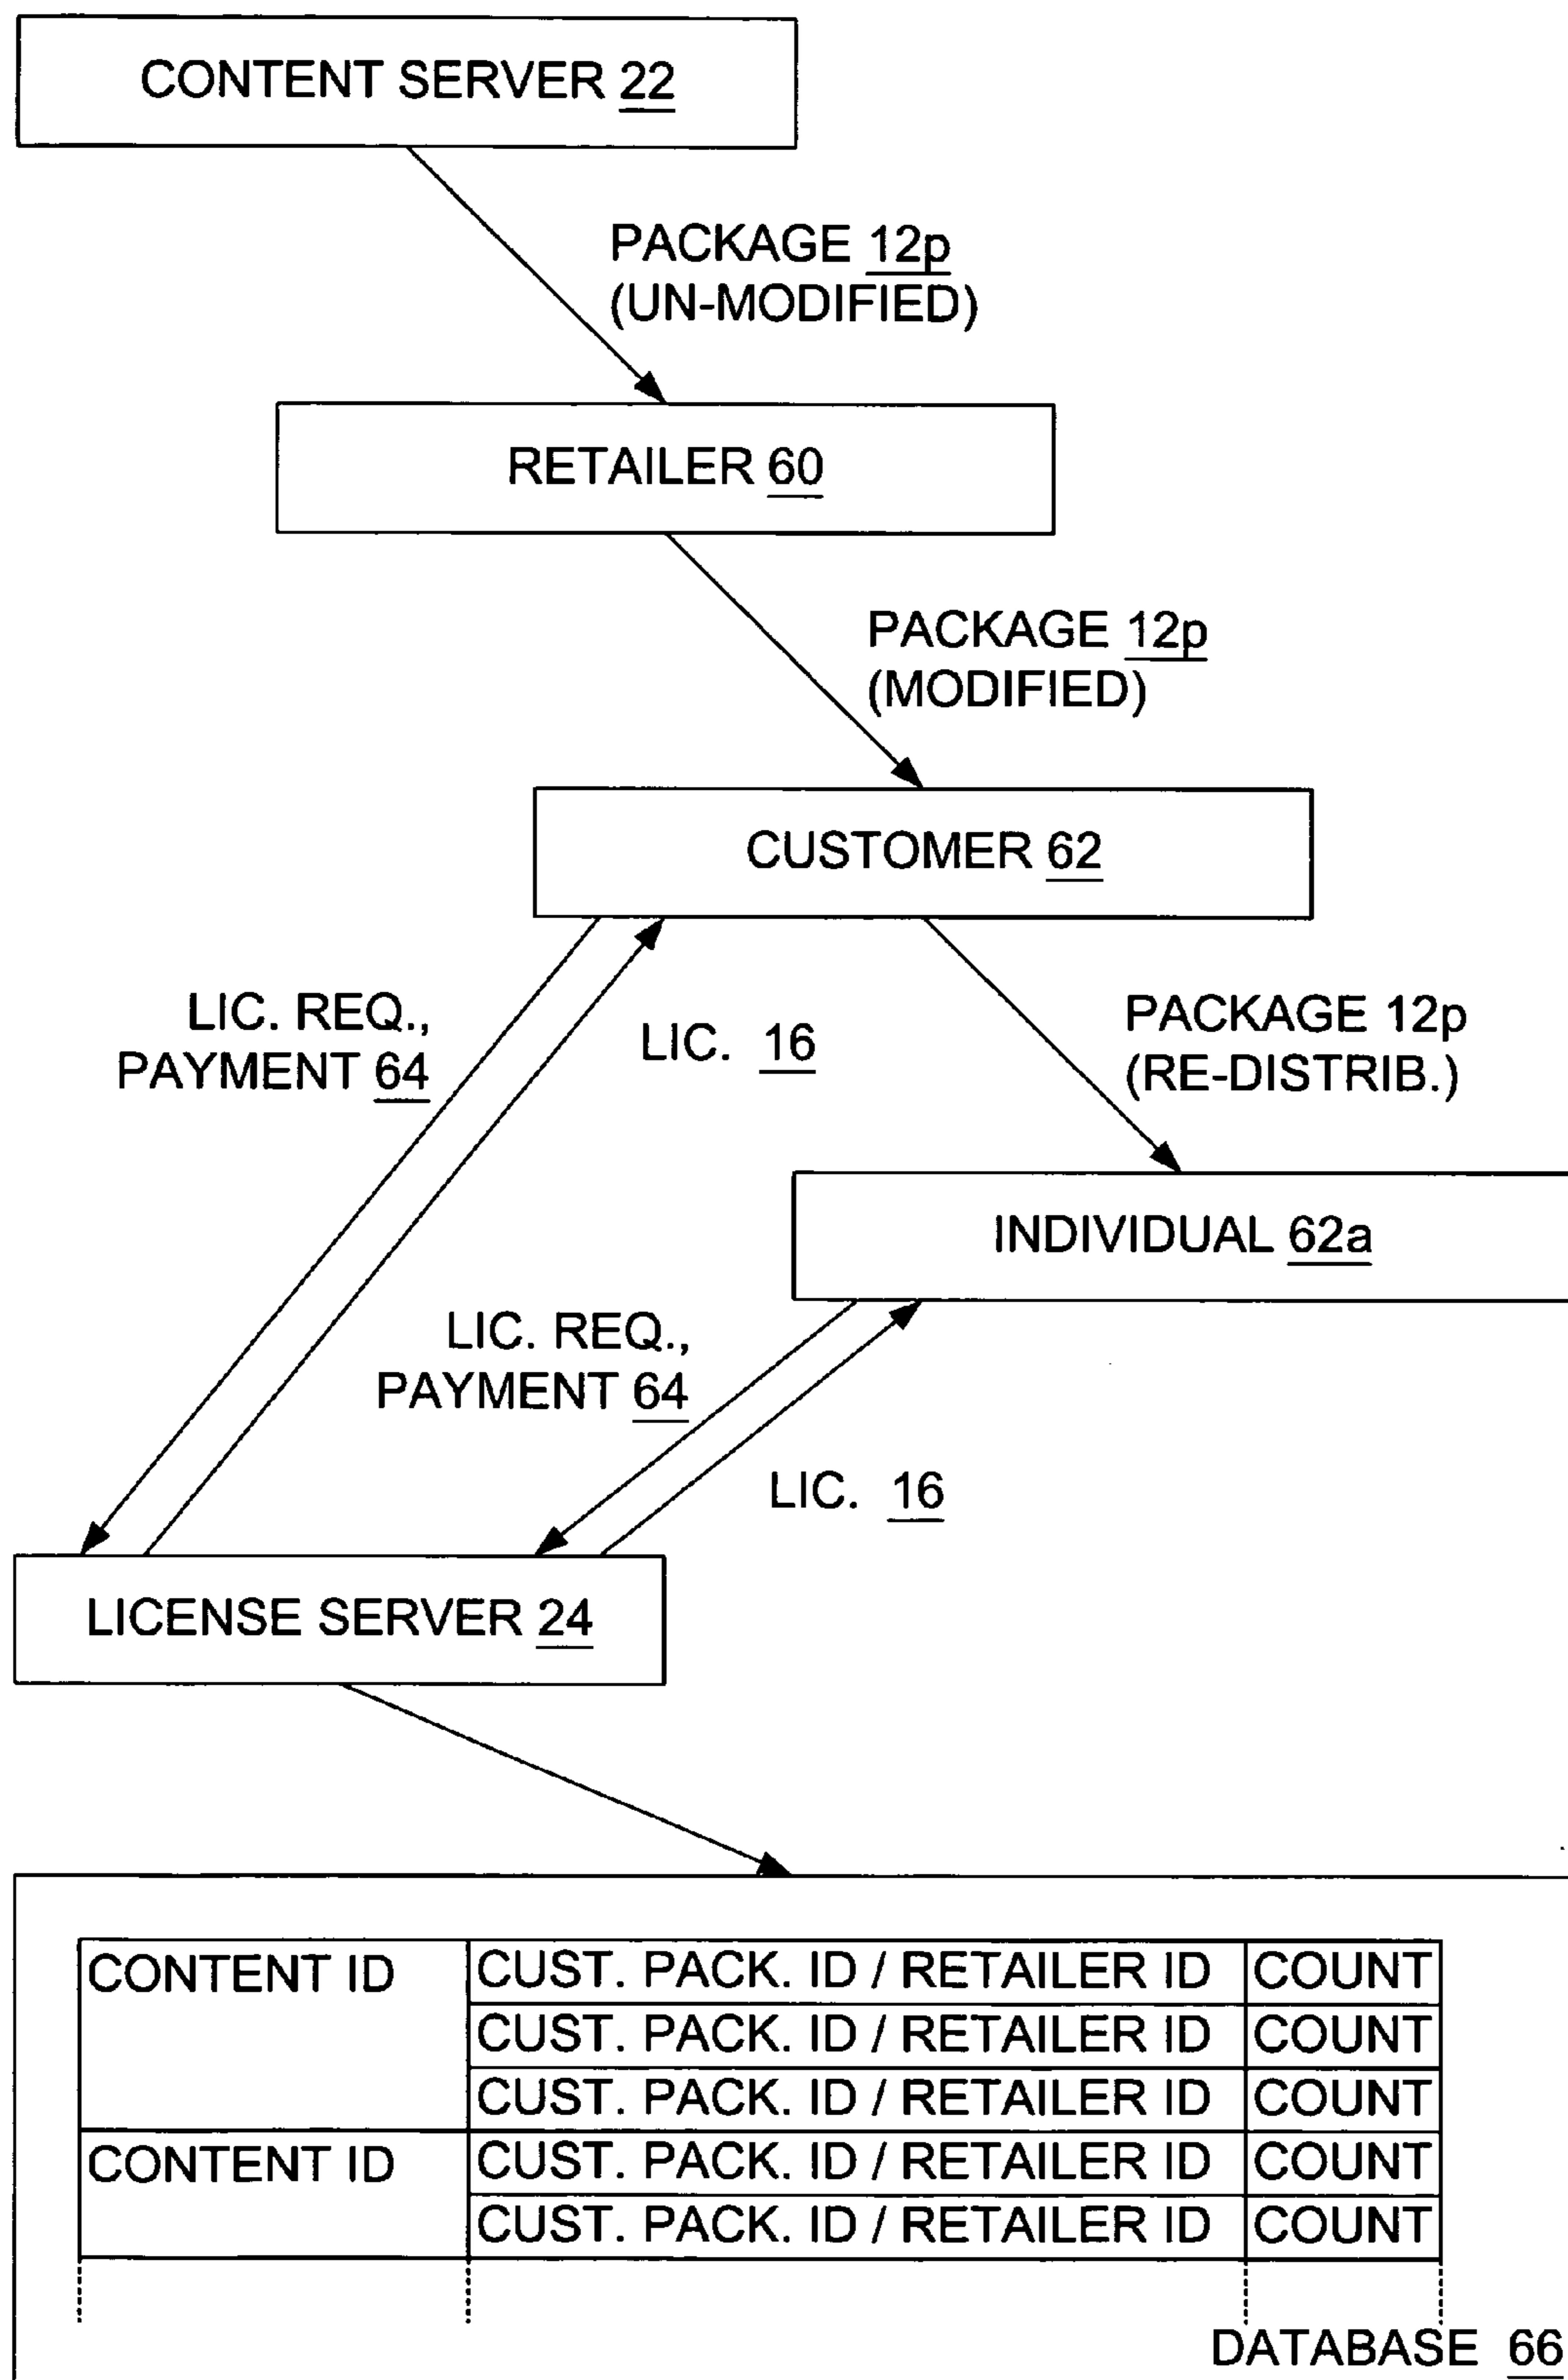 CONTENT SERVER 22
PACKAGE 12p
(UN-MODIFIED)
RETAILER 60
PACKAGE 12p
(MODIFIED)
CUSTOMER 62
LIC. REQ.,
PAYMENT 64
LIC. 16
PACKAGE 12p
(RE-DISTRIB.)
INDIVIDUAL 62a
LIC. REQ.,
PAYMENT 64
LIC. 16
LICENSE SERVER 24
CONTENT ID CUST. PACK. ID / RETAILER ID COUNT
CUST. PACK. ID / RETAILER ID COUNT
CUST. PACK. ID / RETAILER ID COUNT
CONTENT ID CUST. PACK. ID / RETAILER ID COUNT
CUST. PACK. ID / RETAILER ID COUNT
DATABASE 66